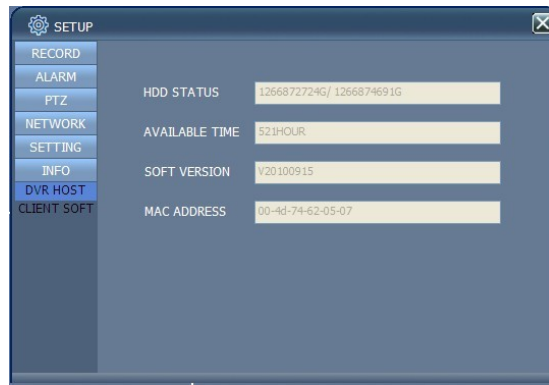 SETUP
RECORD
ALARM
PTZ
NETWORK
SETTING
INFO
DVR HOST
CLIENT SOFT
HDD STATUS 1266872724G/ 1266874691G
AVAILABLE TIME 521HOUR
SOFT VERSION V20100915
MAC ADDRESS 00-4d-74-62-05-07